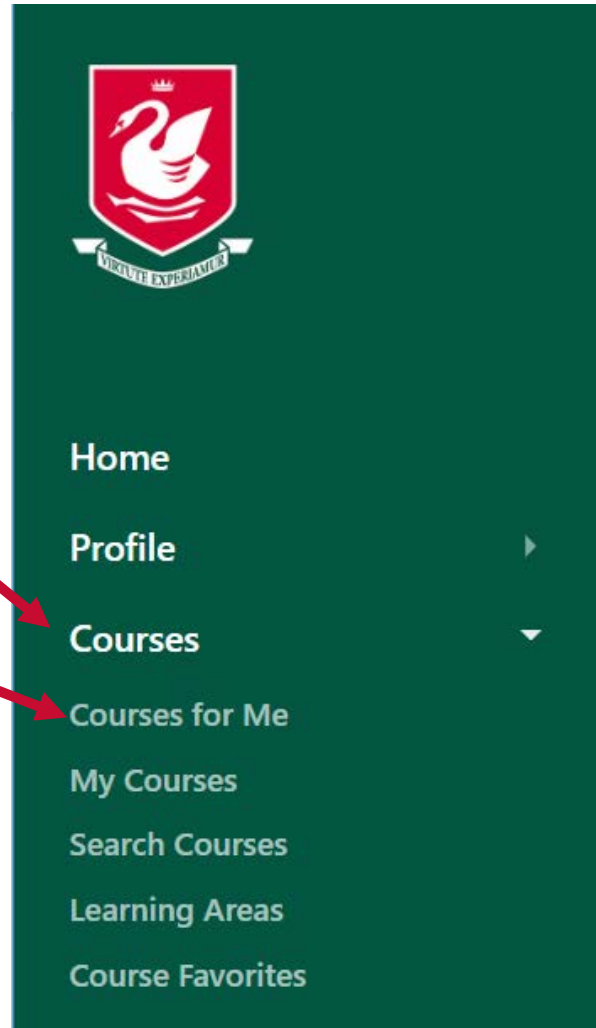 VIRTUTE EXPERIAMUR
Home
Profile
Courses
Courses for Me
My Courses
Search Courses
Learning Areas
Course Favorites